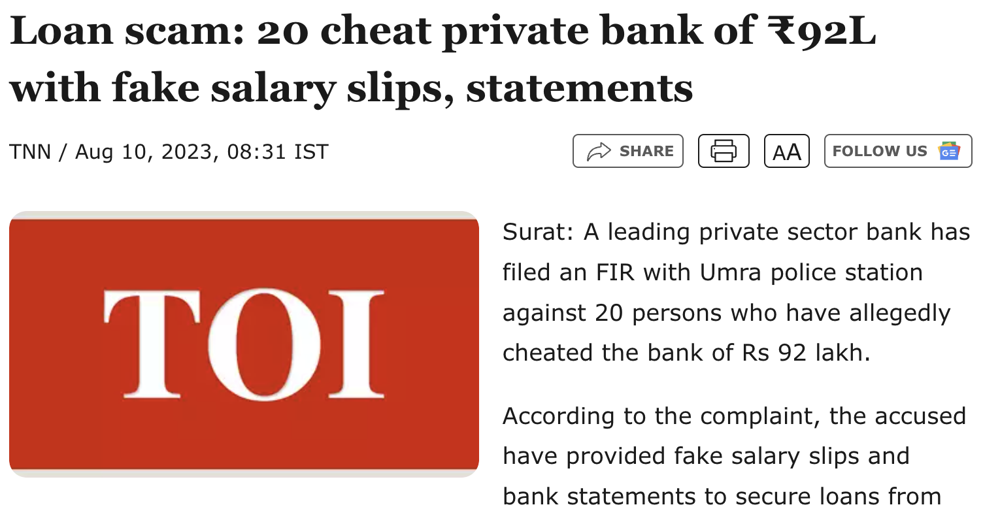 Loan scam: 20 cheat private bank of ₹92L
with fake salary slips, statements
TNN / Aug 10, 2023, 08:31 IST
SHARE
AA
FOLLOW US
GE
TOI
Surat: A leading private sector bank has
filed an FIR with Umra police station
against 20 persons who have allegedly
cheated the bank of Rs 92 lakh.
According to the complaint, the accused
have provided fake salary slips and
bank statements to secure loans from